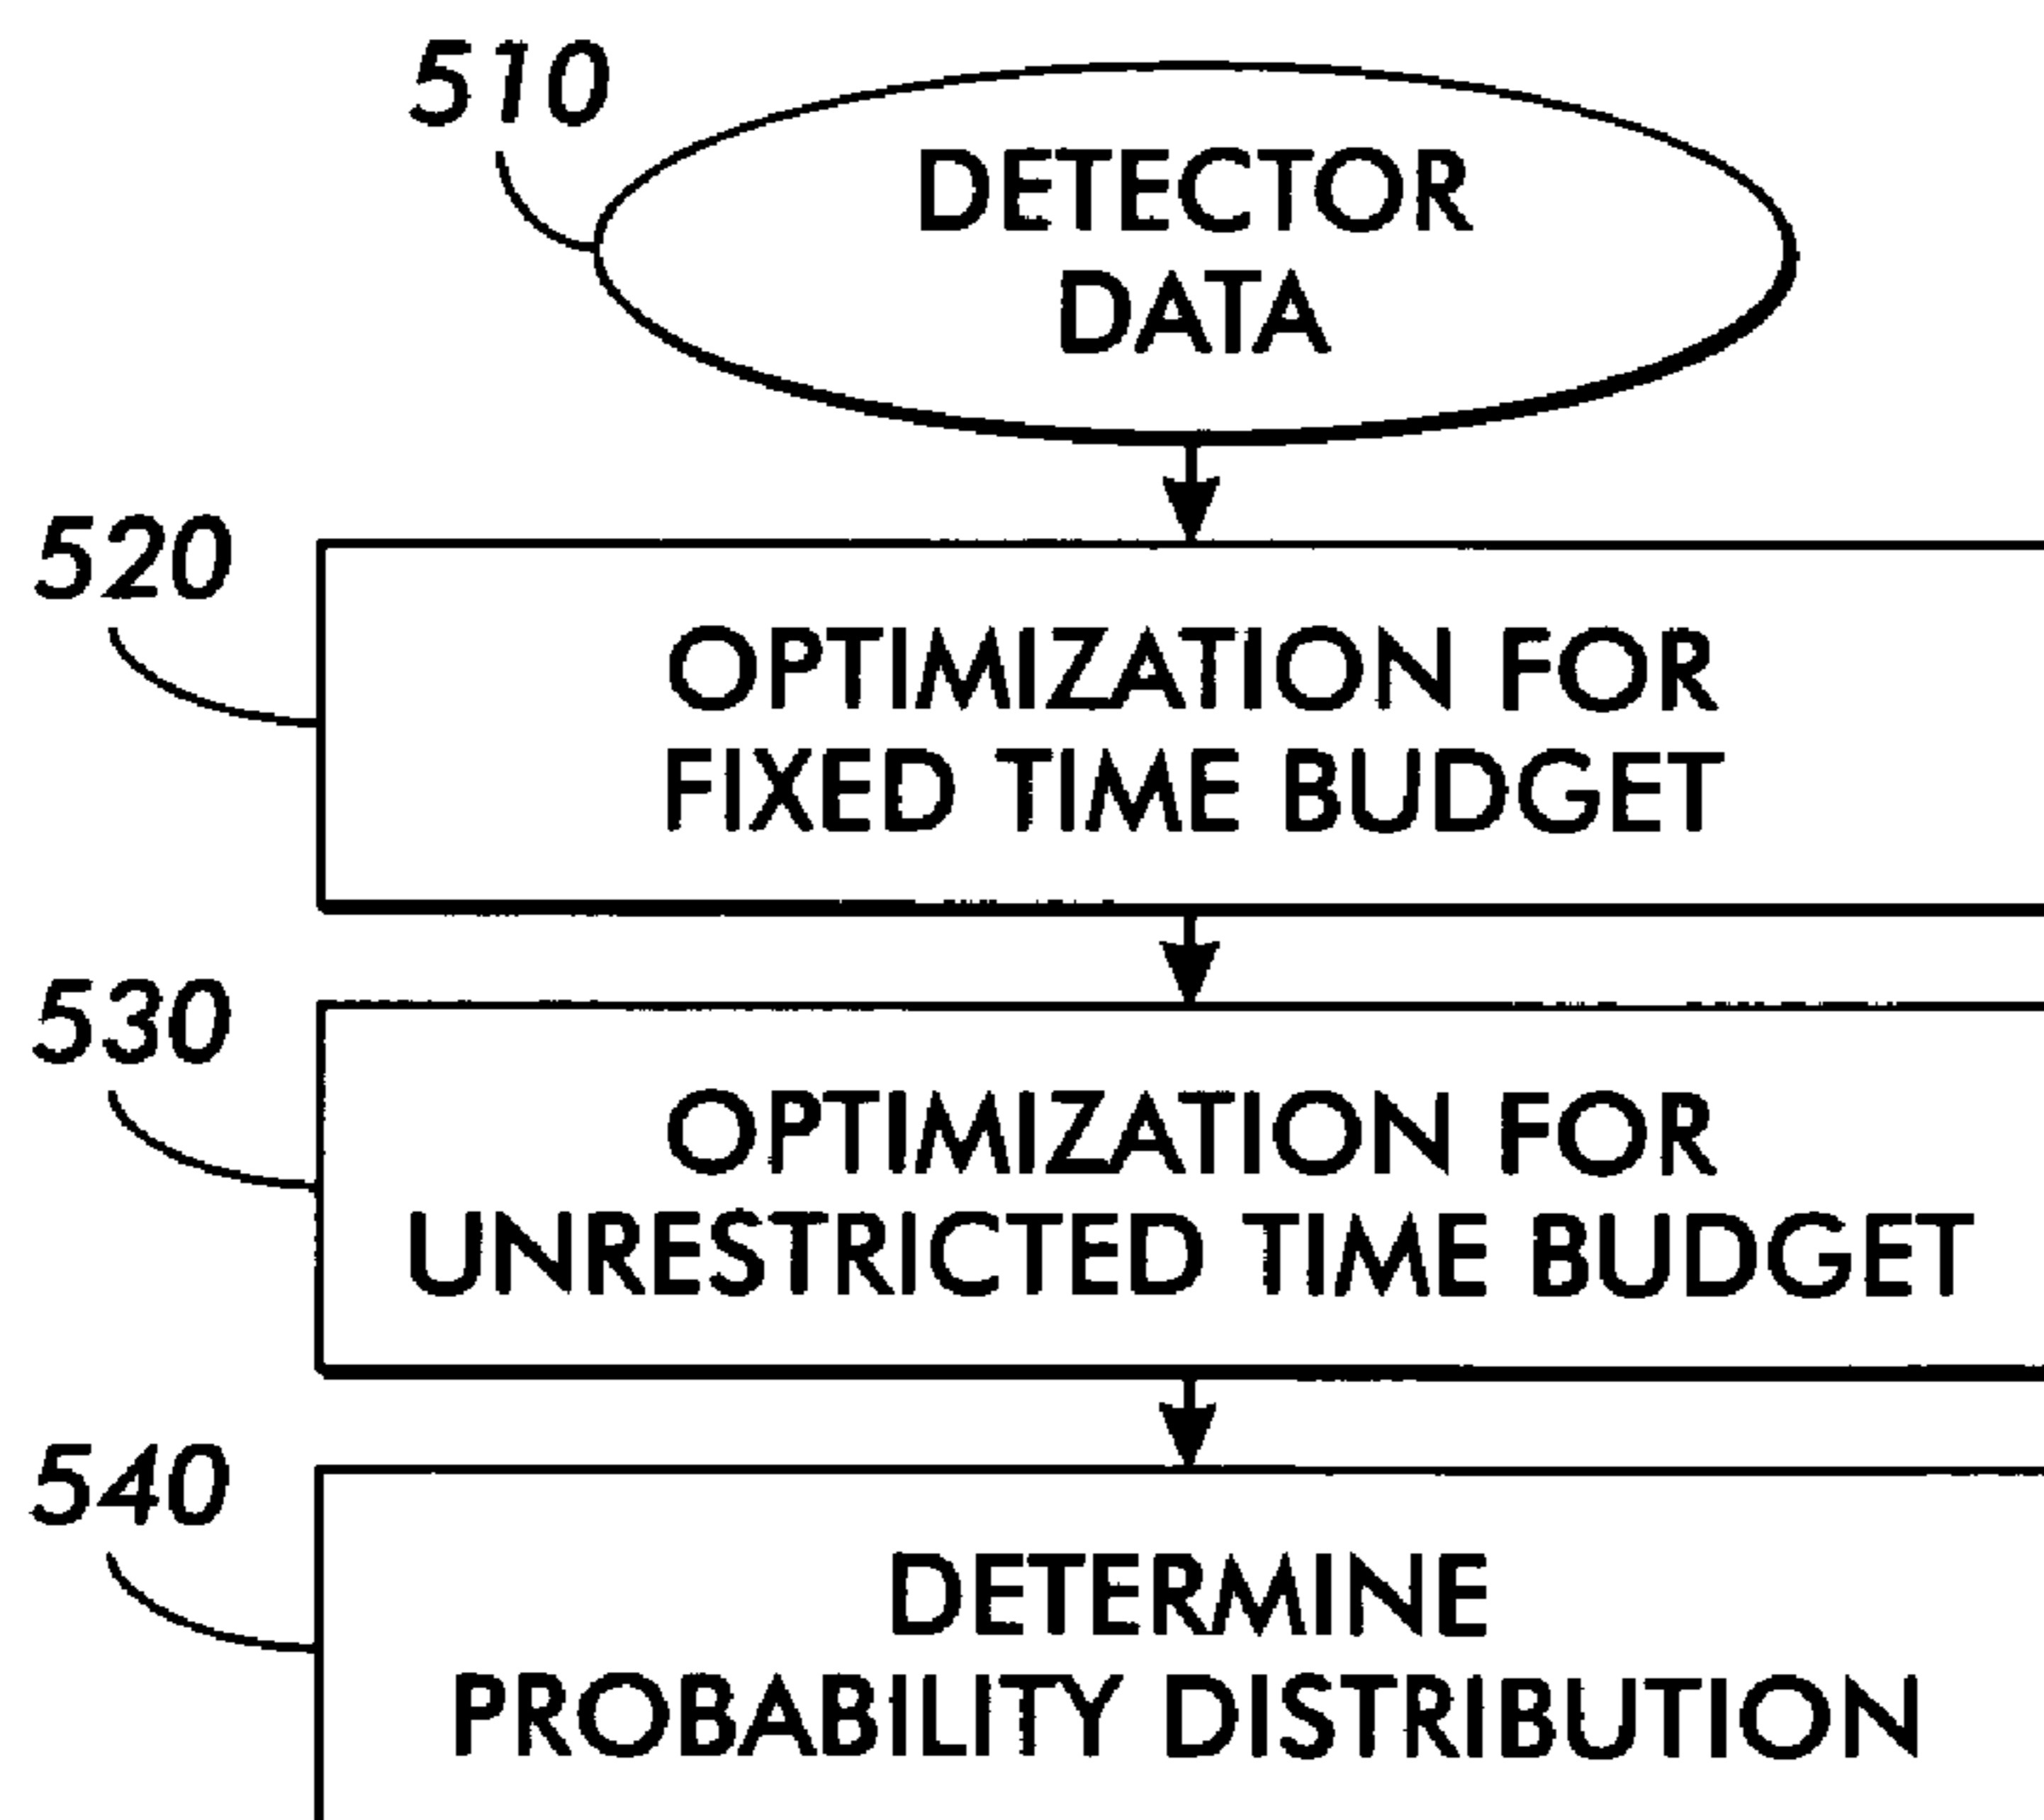 510
DETECTOR
DATA
520
OPTIMIZATION FOR
FIXED TIME BUDGET
530
OPTIMIZATION FOR
UNRESTRICTED TIME BUDGET
540
DETERMINE
PROBABILITY DISTRIBUTION